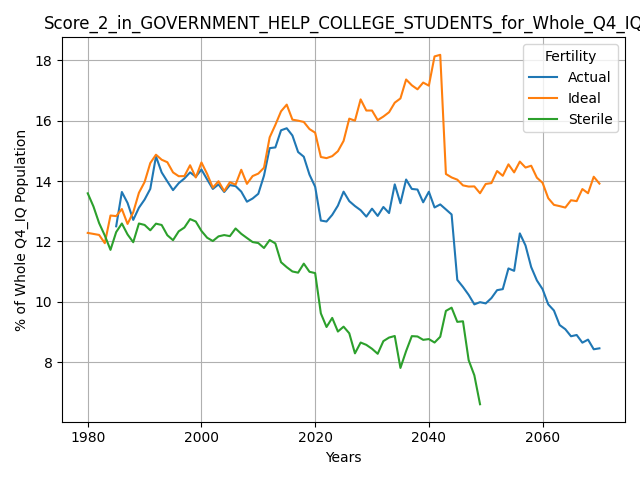 Score_2_in_GOVERNMENT_HELP_COLLEGE_STUDENTS_for_Whole_Q4_IQ
Fertility
Actual
Ideal
Sterile
% of Whole Q4_IQ Population
18
16
14
12
10
8
1980 2000 2020 2040 2060
Years